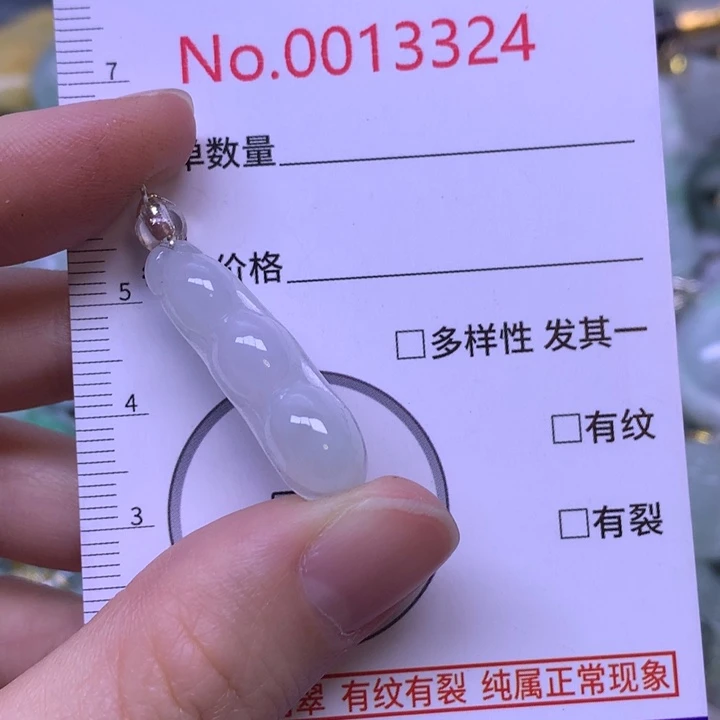 No.0013324
7
单数量
价格
5
□多样性 发其一
4
□有纹
3
□有裂
翠 有纹有裂 纯属正常现象